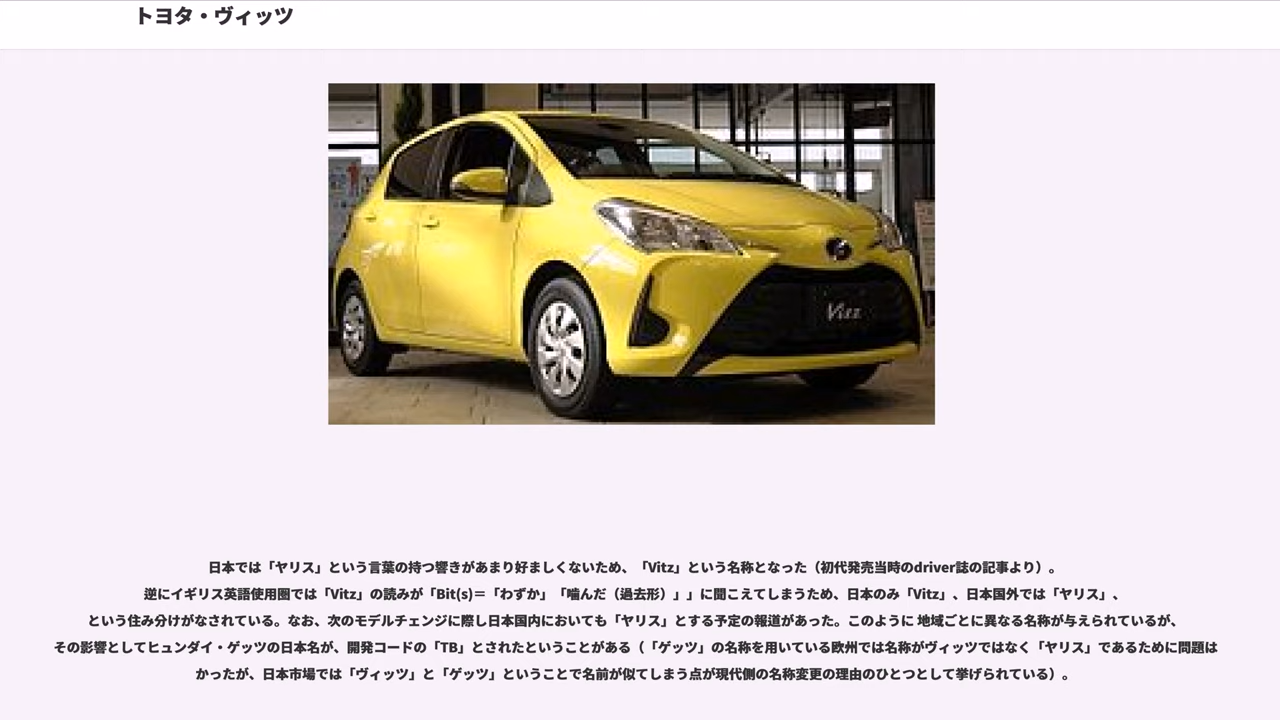 トヨタ・ヴィッツ
Vitz
日本では「ヤリス」という言葉の持つ響きがあまり好ましくないため、「Vitz」という名称となった（初代発売当時のdriver誌の記事より）。
逆にイギリス英語使用圏では「Vitz」の読みが「Bit(s)＝「わずか」「噛んだ（過去形）」」に聞こえてしまうため、日本のみ「Vitz」、日本国外では「ヤリス」、
という住み分けがなされている。なお、次のモデルチェンジに際し日本国内においても「ヤリス」とする予定の報道があった。このように 地域ごとに異なる名称が与えられているが、
その影響としてヒュンダイ・ゲッツの日本名が、開発コードの「TB」とされたということがある（「ゲッツ」の名称を用いている欧州では名称がヴィッツではなく「ヤリス」であるために問題は
かったが、日本市場では「ヴィッツ」と「ゲッツ」ということで名前が似てしまう点が現代側の名称変更の理由のひとつとして挙げられている）。